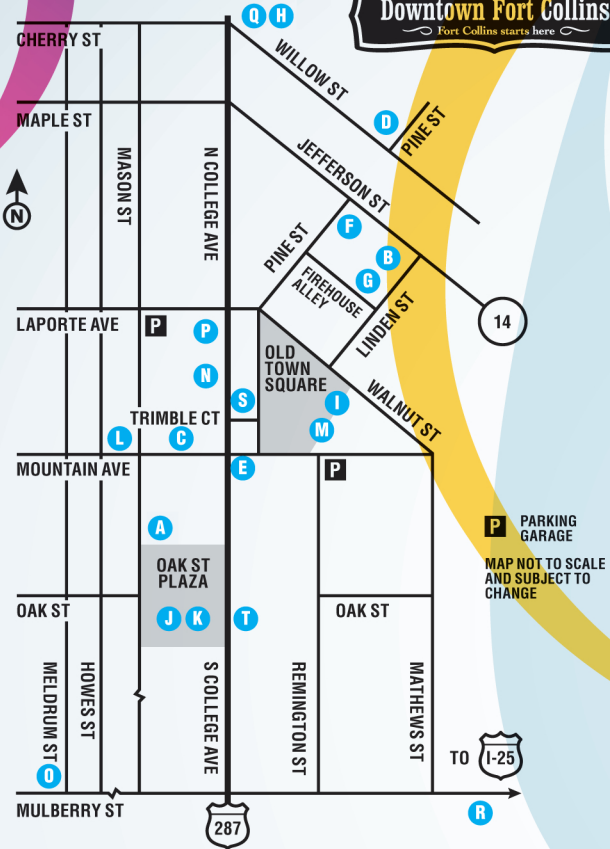 Downtown Fort Collins
Fort Collins starts here
Q H
CHERRY ST
WILLOW ST
D
PINE ST
MAPLE ST
MASON ST
N COLLEGE AVE
JEFFERSON ST
N
PINE ST
F
B
G
FIREHOUSE
ALLEY
LINDEN ST
14
LAPORTE AVE
P
P
OLD
TOWN
SQUARE
N
S
I
WALNUT ST
TRIMBLE CT
M
L
C
MOUNTAIN AVE
E
P
A
P PARKING
GARAGE
MAP NOT TO SCALE
AND SUBJECT TO
CHANGE
OAK ST
PLAZA
J K
T
OAK ST
OAK ST
MELDRUM ST
HOWES ST
S COLLEGE AVE
REMINGTON ST
MATHEWS ST
TO I-25
O
MULBERRY ST
R
287